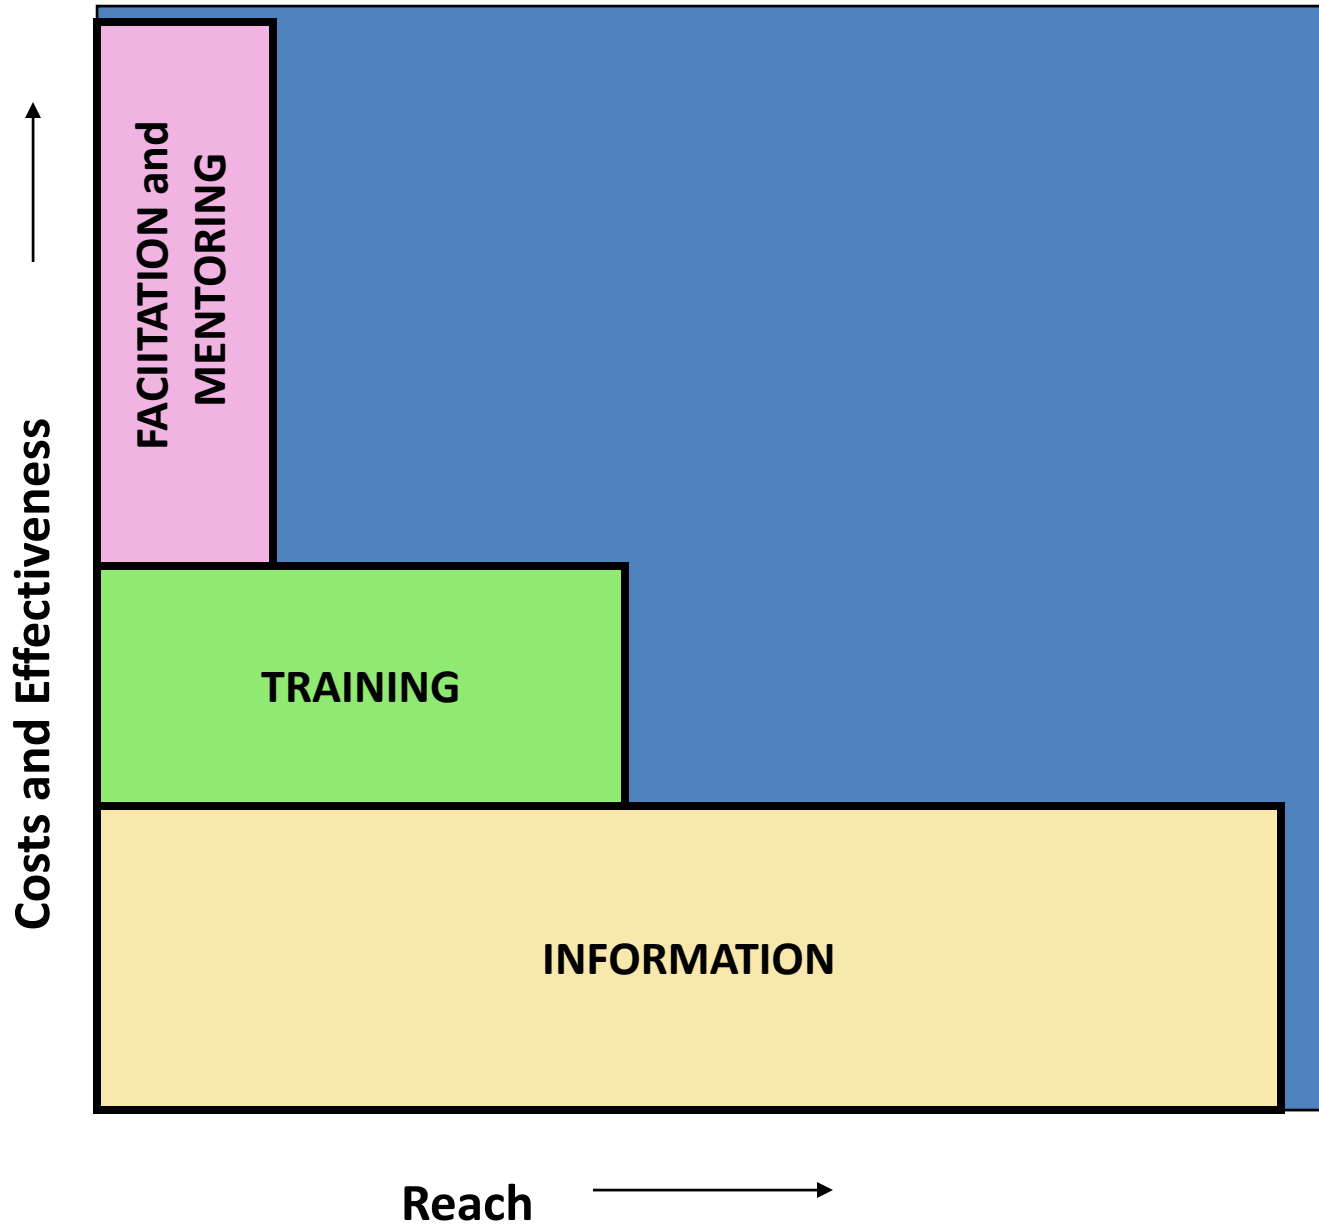 FACIITATION and
MENTORING
Costs and Effectiveness
TRAINING
INFORMATION
Reach